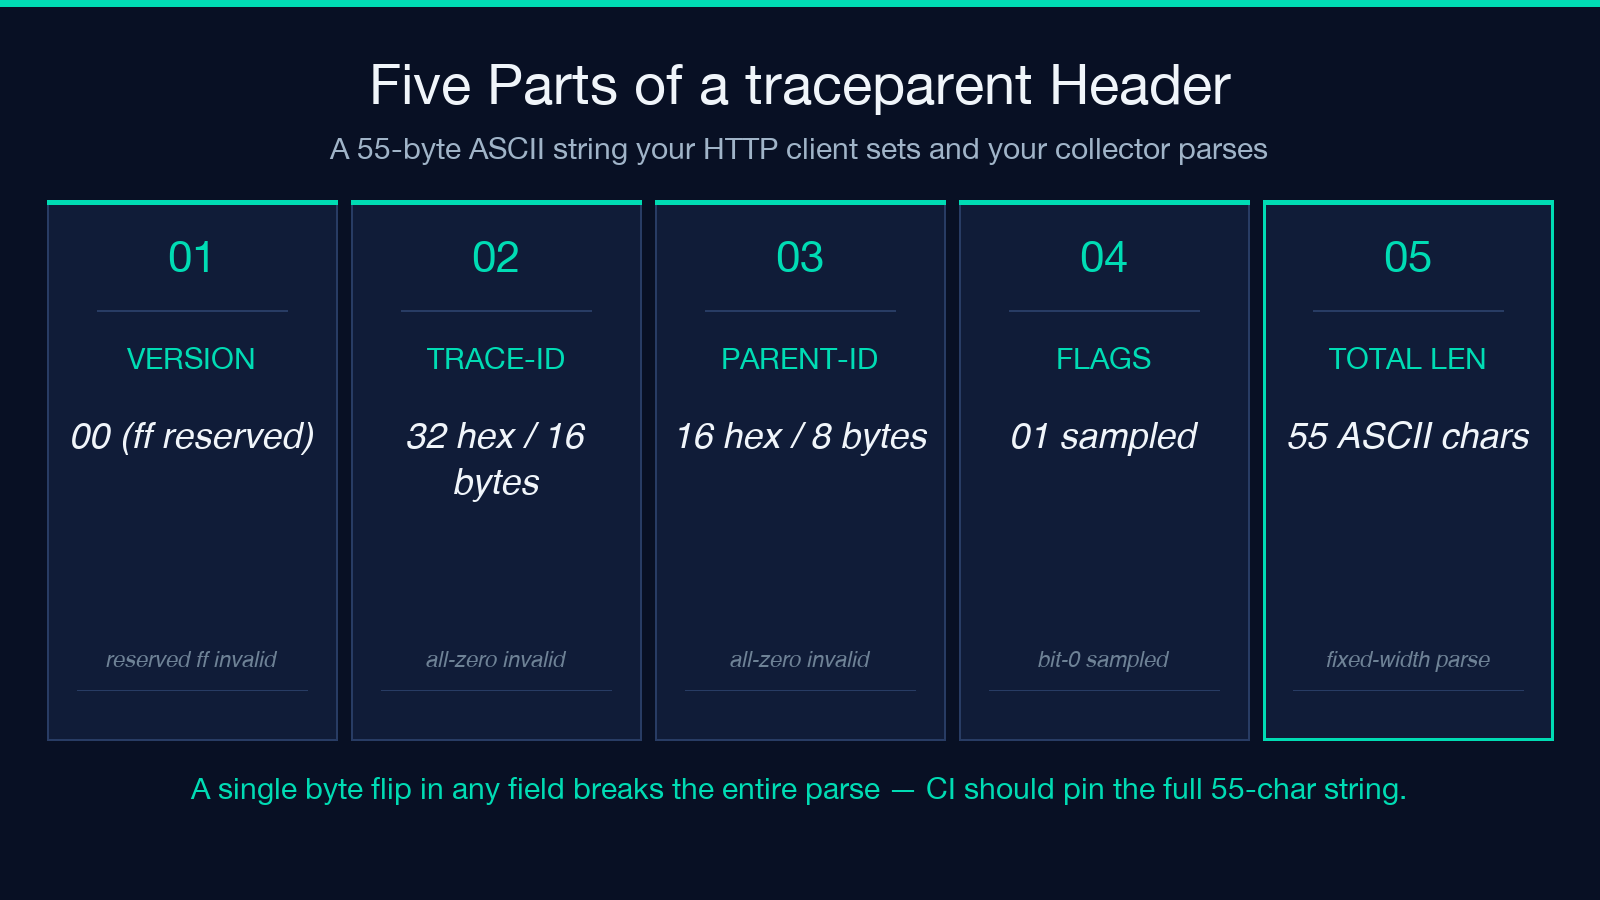 Five Parts of a traceparent Header
A 55-byte ASCII string your HTTP client sets and your collector parses
01
VERSION
00 (ff reserved)
reserved ff invalid
02
TRACE-ID
32 hex / 16
bytes
all-zero invalid
03
PARENT-ID
16 hex / 8 bytes
all-zero invalid
04
FLAGS
01 sampled
bit-0 sampled
05
TOTAL LEN
55 ASCII chars
fixed-width parse
A single byte flip in any field breaks the entire parse — CI should pin the full 55-char string.